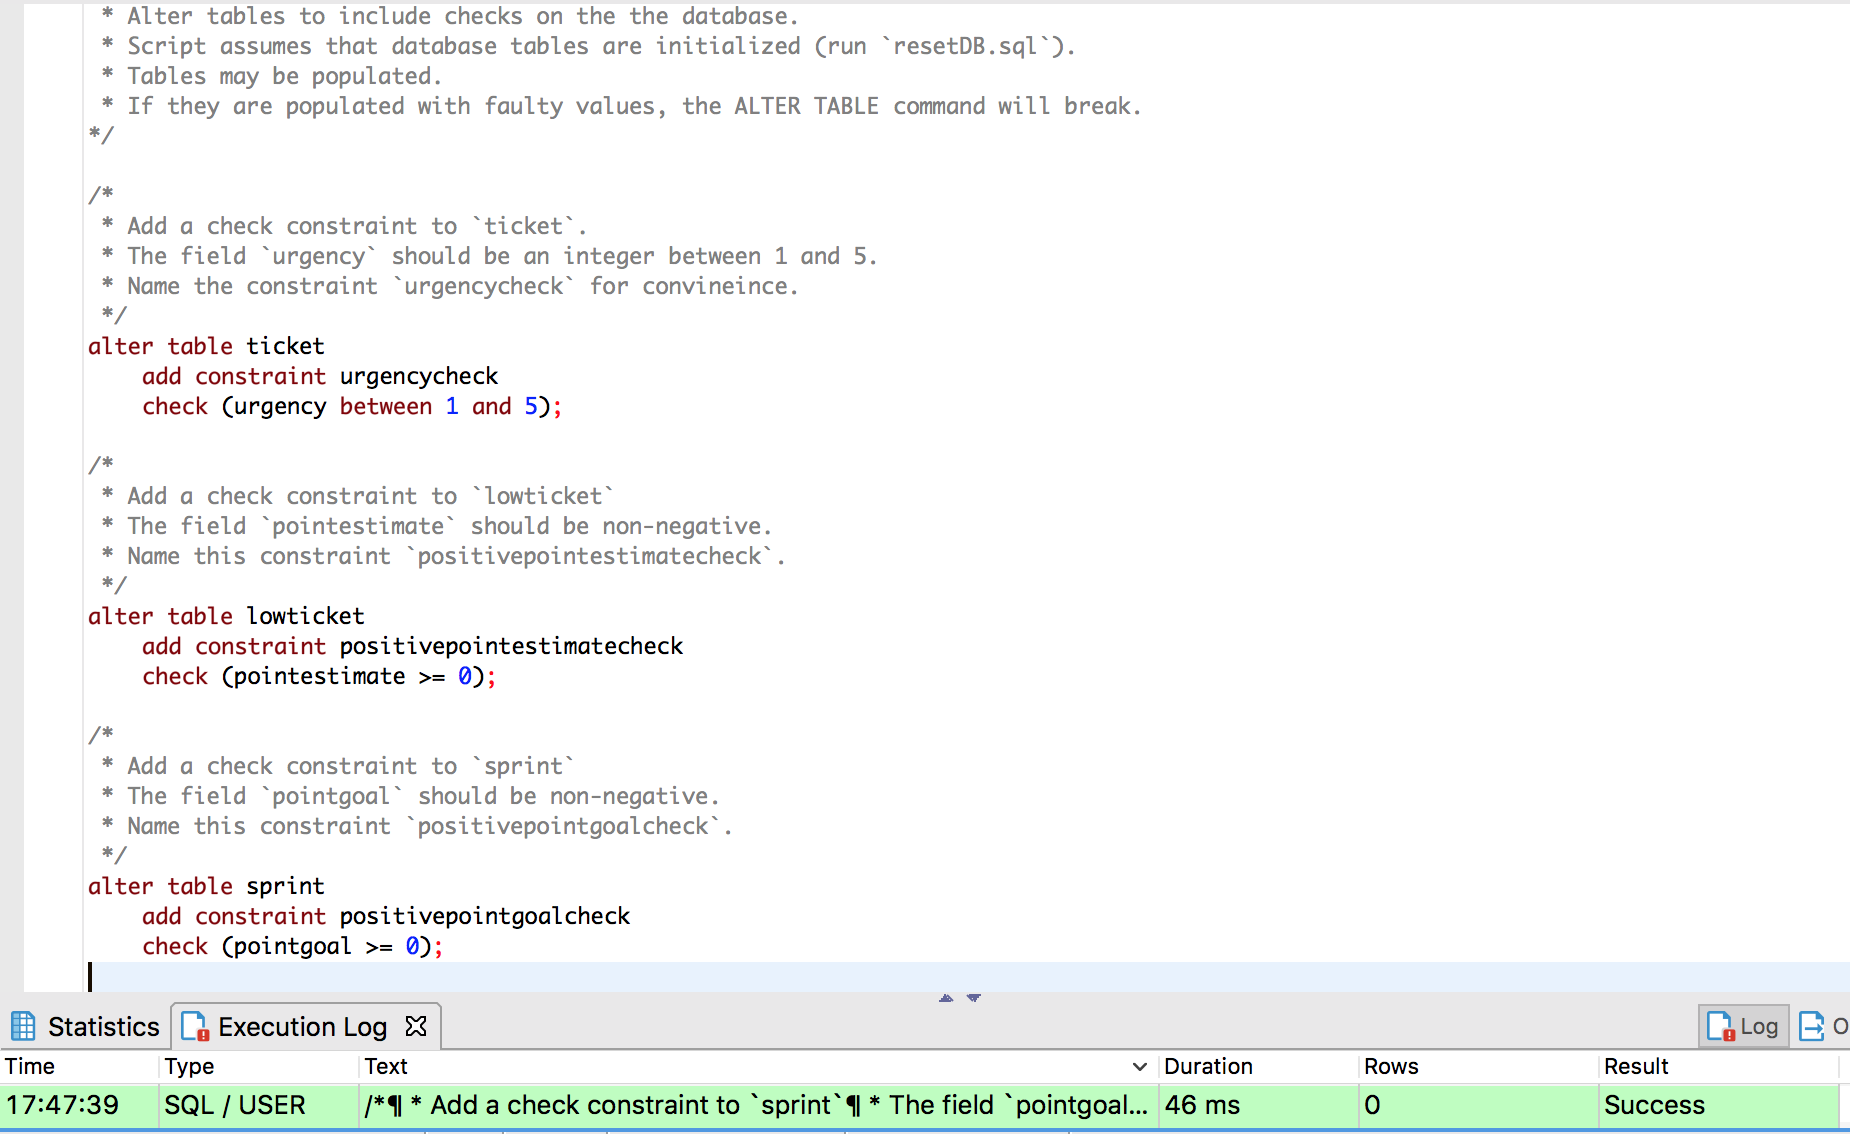 * Alter tables to include checks on the the database.
* Script assumes that database tables are initialized (run `resetDB.sql`).
* Tables may be populated.
* If they are populated with faulty values, the ALTER TABLE command will break.
*/
/*
* Add a check constraint to `ticket`.
* The field `urgency` should be an integer between 1 and 5.
* Name the constraint `urgencycheck` for convineince.
*/
alter table ticket
add constraint urgencycheck
check (urgency between 1 and 5);
/*
* Add a check constraint to `lowticket`
* The field `pointestimate` should be non-negative.
* Name this constraint `positivepointestimatecheck`.
*/
alter table lowticket
add constraint positivepointestimatecheck
check (pointestimate >= 0);
/*
* Add a check constraint to `sprint`
* The field `pointgoal` should be non-negative.
* Name this constraint `positivepointgoalcheck`.
*/
alter table sprint
add constraint positivepointgoalcheck
check (pointgoal >= 0);
Statistics Execution Log Log O
Time Type Text Duration Rows Result
17:47:39 SQL / USER /*¶ * Add a check constraint to `sprint`¶ * The field `pointgoal... 46 ms 0 Success